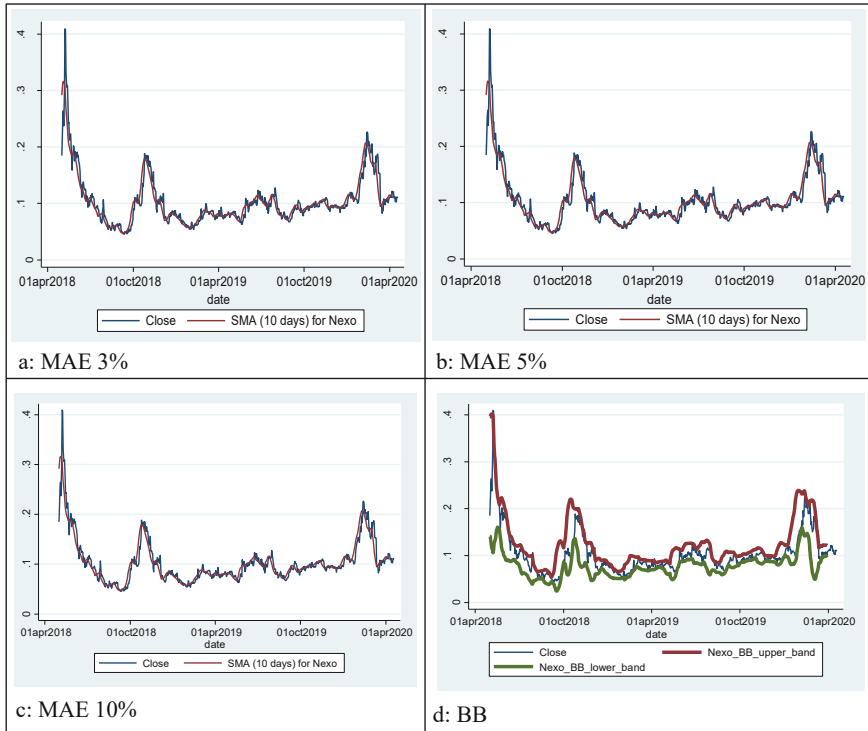 .4
.3
.2
.1
0
01apr2018 01oct2018 01apr2019 01oct2019 01apr2020
date
Close SMA (10 days) for Nexo
a: MAE 3%
.4
.3
.2
.1
0
01apr2018 01oct2018 01apr2019 01oct2019 01apr2020
date
Close SMA (10 days) for Nexo
b: MAE 5%
.4
.3
.2
.1
0
01apr2018 01oct2018 01apr2019 01oct2019 01apr2020
date
Close SMA (10 days) for Nexo
c: MAE 10%
.4
.3
.2
.1
0
01apr2018 01oct2018 01apr2019 01oct2019 01apr2020
date
Close Nexo_BB_upper_band
Nexo_BB_lower_band
d: BB